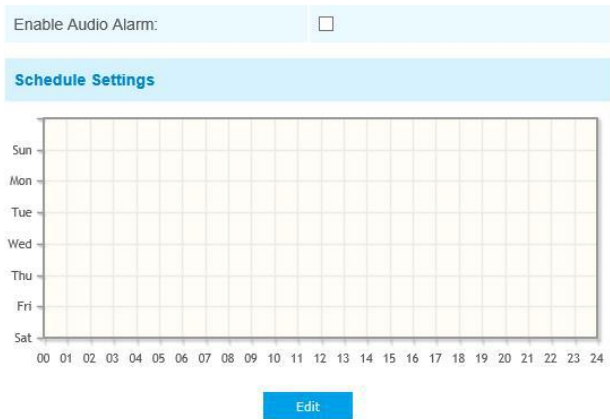 Enable Audio Alarm:
Schedule Settings
Sun
Mon
Tue
Wed
Thu
Fri
Sat
00 01 02 03 04 05 06 07 08 09 10 11 12 13 14 15 16 17 18 19 20 21 22 23 24
Edit